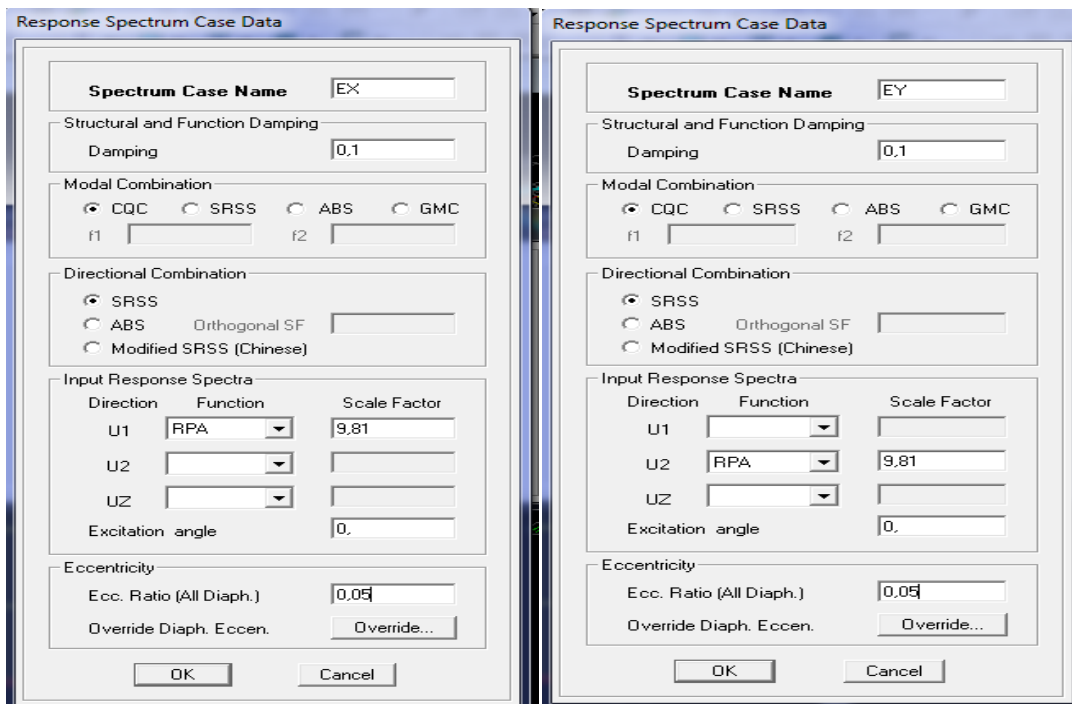 Response Spectrum Case Data
Spectrum Case Name EX
Structural and Function Damping
Damping 0,1
Modal Combination
CQC SRSS ABS GMC
f1 f2
Directional Combination
SRSS
ABS Orthogonal SF
Modified SRSS (Chinese)
Input Response Spectra
Direction Function Scale Factor
U1 RPA 9,81
U2
UZ
Excitation angle 0,
Eccentricity
Ecc. Ratio (All Diaph.) 0,05
Override Diaph. Eccen. Override...
OK Cancel
Response Spectrum Case Data
Spectrum Case Name EY
Structural and Function Damping
Damping 0,1
Modal Combination
CQC SRSS ABS GMC
f1 f2
Directional Combination
SRSS
ABS Orthogonal SF
Modified SRSS (Chinese)
Input Response Spectra
Direction Function Scale Factor
U1
U2 RPA 9,81
UZ
Excitation angle 0,
Eccentricity
Ecc. Ratio (All Diaph.) 0,05
Override Diaph. Eccen. Override...
OK Cancel